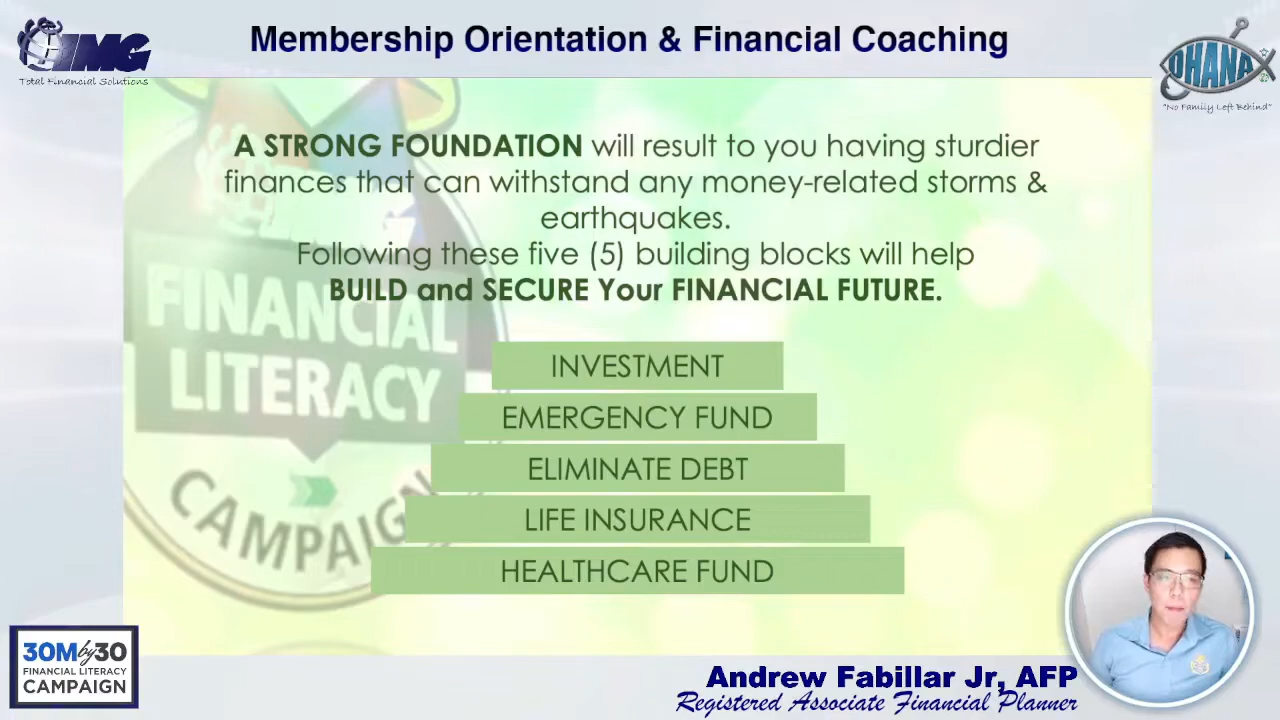 IMG
Total Financial Solutions
Membership Orientation & Financial Coaching
OHANA
"No Family Left Behind"
A STRONG FOUNDATION will result to you having sturdier
finances that can withstand any money-related storms &
earthquakes.
Following these five (5) building blocks will help
BUILD and SECURE Your FINANCIAL FUTURE.
FINANCIAL
LITERACY
CAMPAIGN
INVESTMENT
EMERGENCY FUND
ELIMINATE DEBT
LIFE INSURANCE
HEALTHCARE FUND
30M by 30
FINANCIAL LITERACY
CAMPAIGN
Andrew Fabillar Jr, AFP
Registered Associate Financial Planner